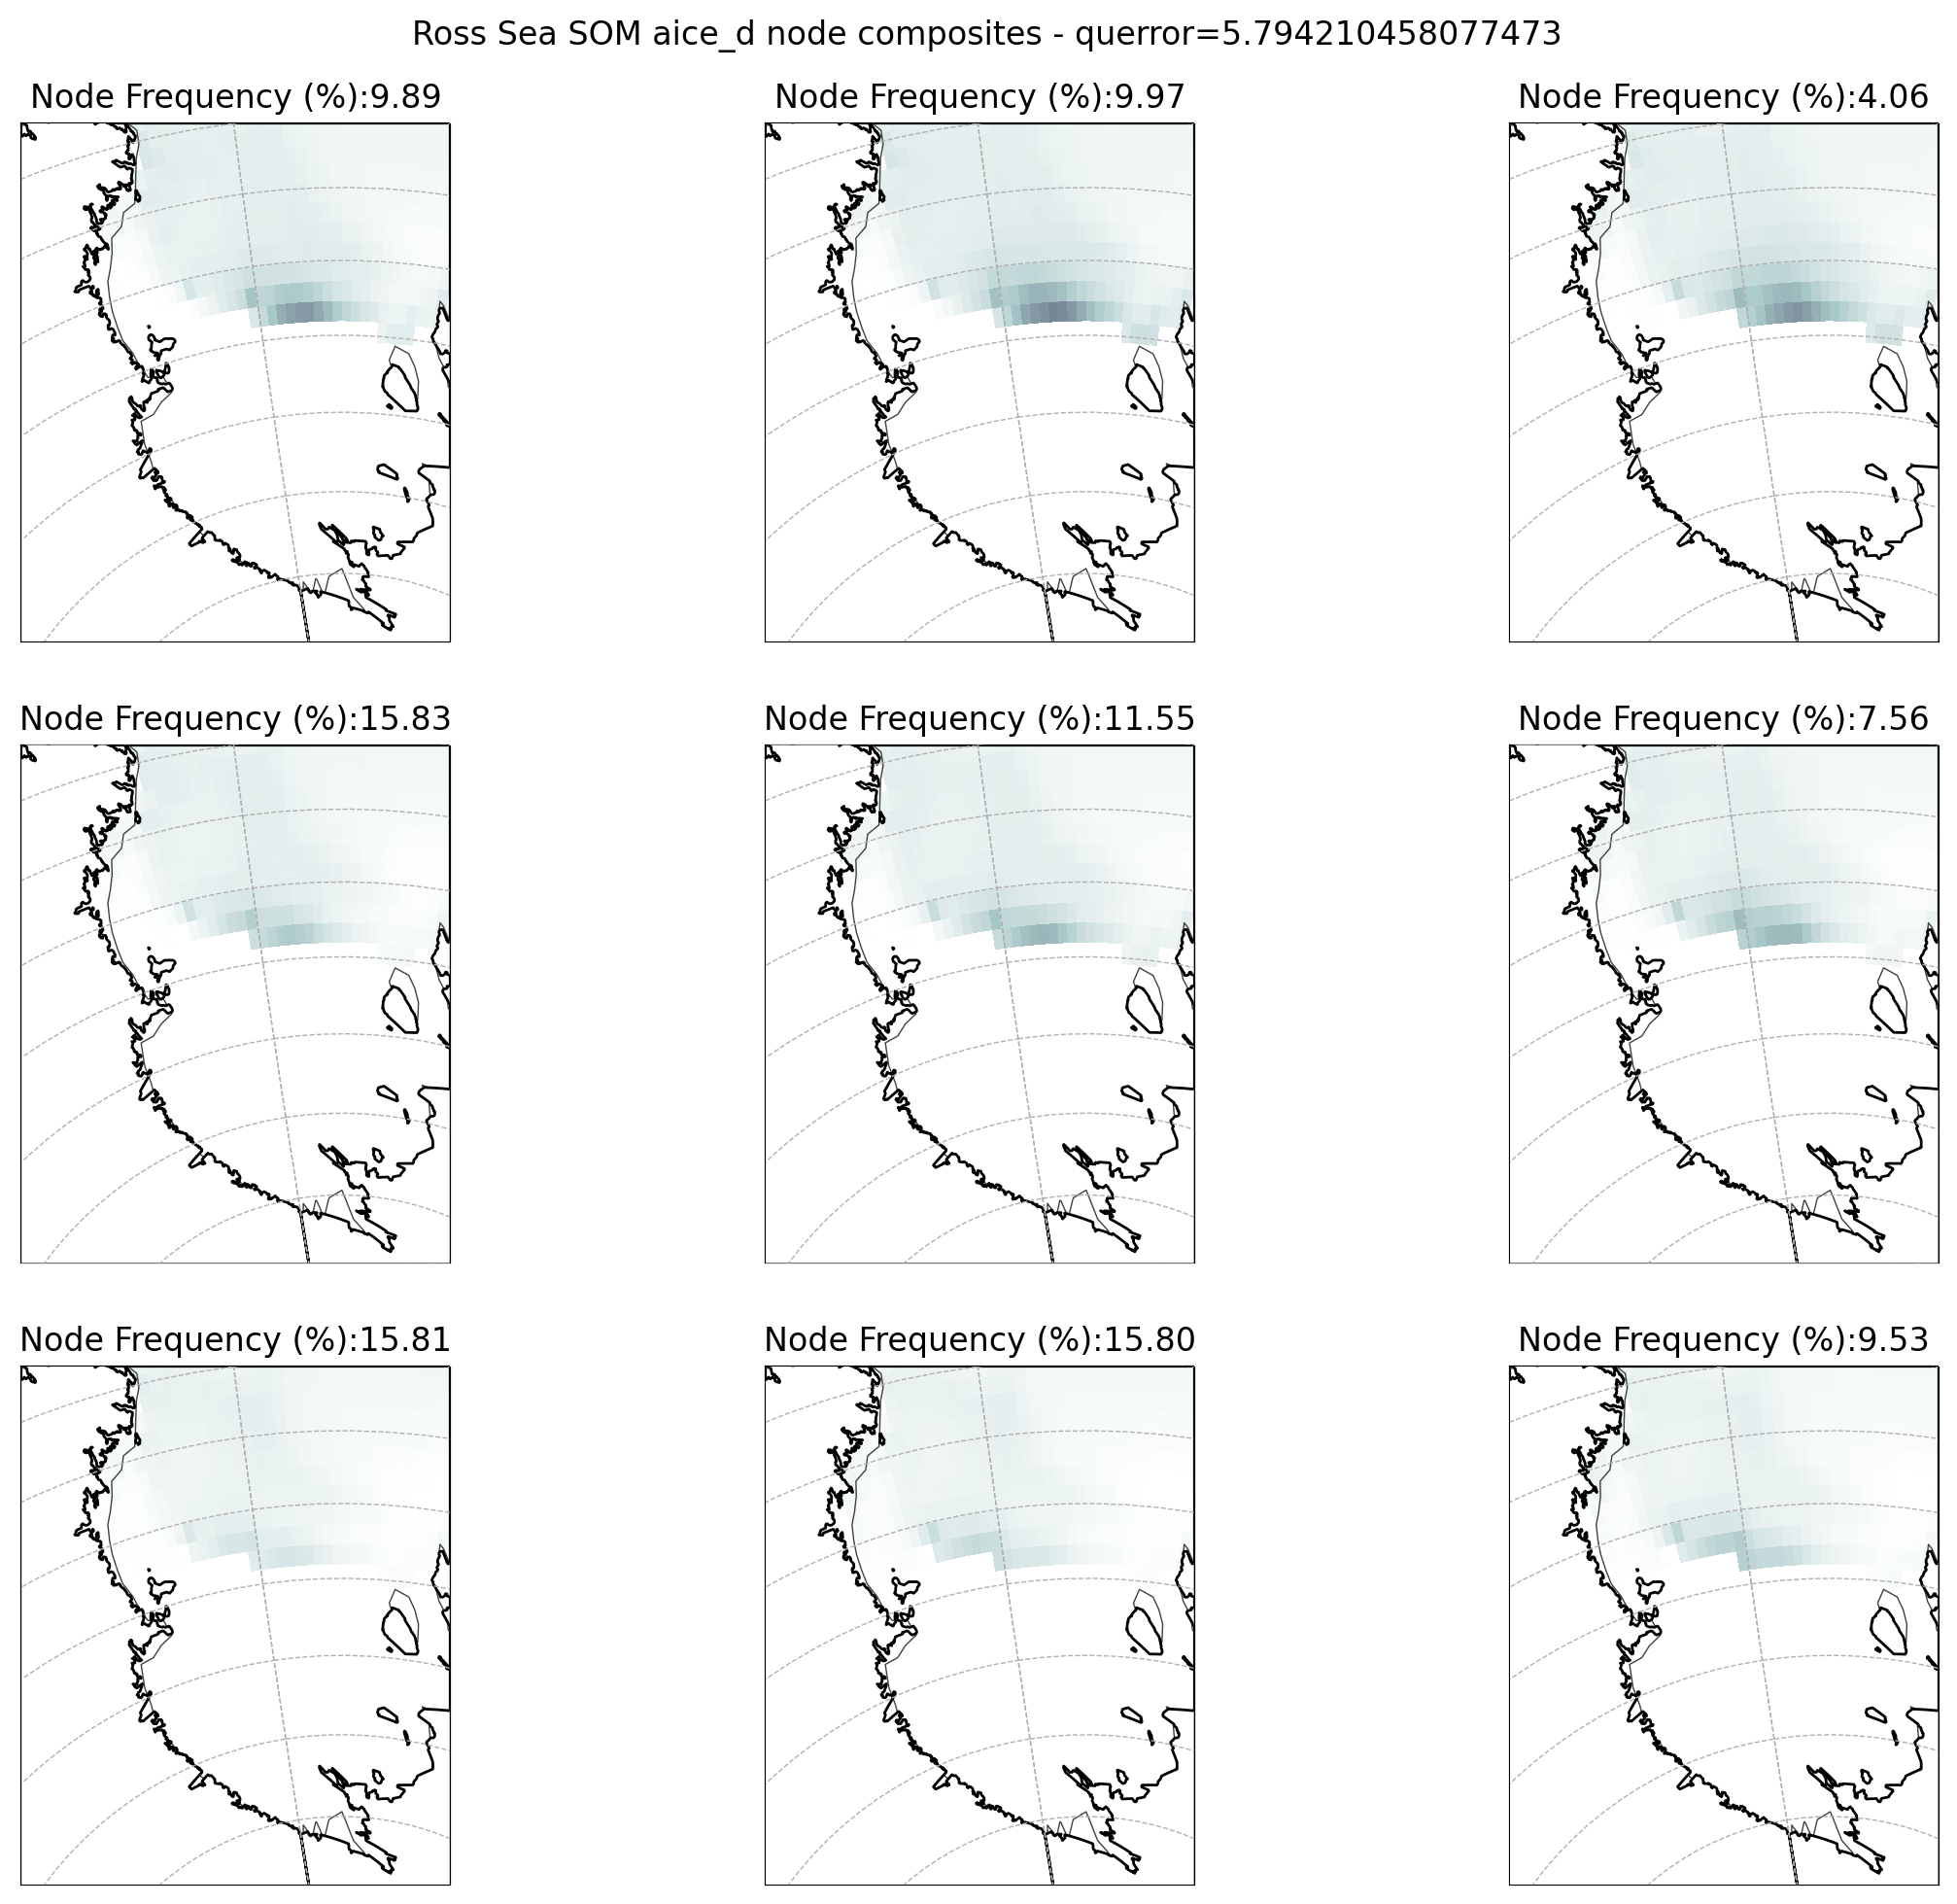 Ross Sea SOM aice_d node composites - querror=5.794210458077473
Node Frequency (%):9.89
Node Frequency (%):9.97
Node Frequency (%):4.06
Node Frequency (%):15.83
Node Frequency (%):11.55
Node Frequency (%):7.56
Node Frequency (%):15.81
Node Frequency (%):15.80
Node Frequency (%):9.53